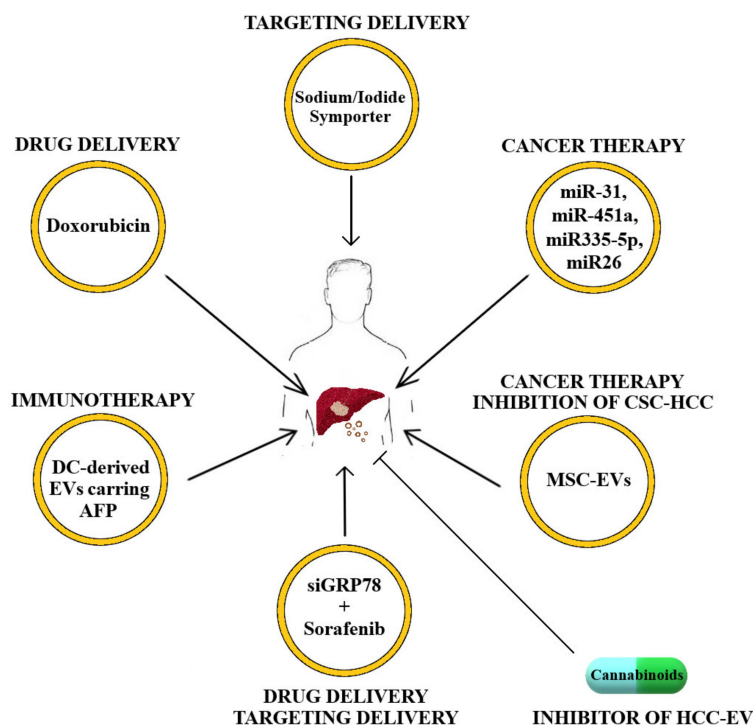 TARGETING DELIVERY
Sodium/Iodide
Symporter
DRUG DELIVERY
Doxorubicin
CANCER THERAPY
miR-31,
miR-451a,
miR335-5p,
miR26
IMMUNOTHERAPY
DC-derived
EVs carring
AFP
CANCER THERAPY
INHIBITION OF CSC-HCC
MSC-EVs
siGRP78
+
Sorafenib
DRUG DELIVERY
TARGETING DELIVERY
Cannabinoids
INHIBITOR OF HCC-EV